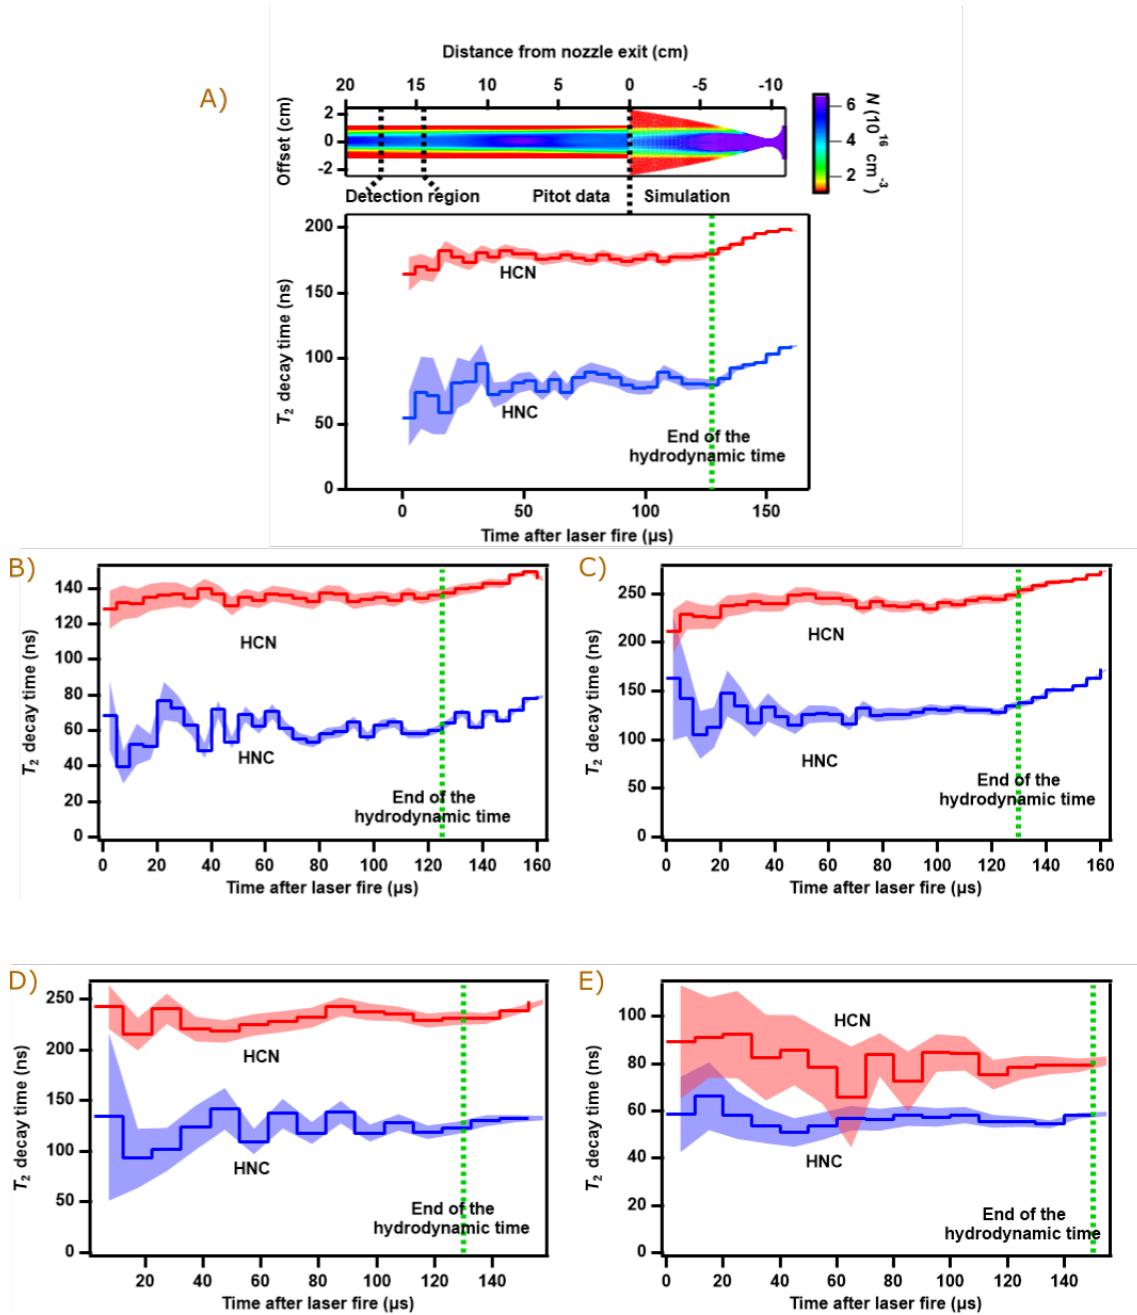 A)
Distance from nozzle exit (cm)
20 15 10 5 0 -5 -10
Offset (cm)
2
0
-2
N (10^16 cm^-3)
6
4
2
Detection region
Pitot data
Simulation
T2 decay time (ns)
200
150
100
50
0
HCN
HNC
End of the
hydrodynamic time
0 50 100 150
Time after laser fire (µs)
B)
T2 decay time (ns)
140
120
100
80
60
40
20
0
HCN
HNC
End of the
hydrodynamic time
0 20 40 60 80 100 120 140 160
Time after laser fire (µs)
C)
T2 decay time (ns)
250
200
150
100
50
0
HCN
HNC
End of the
hydrodynamic time
0 20 40 60 80 100 120 140 160
Time after laser fire (µs)
D)
T2 decay time (ns)
250
200
150
100
50
0
HCN
HNC
End of the
hydrodynamic time
20 40 60 80 100 120 140
Time after laser fire (µs)
E)
T2 decay time (ns)
100
80
60
40
20
0
HCN
HNC
End of the
hydrodynamic time
0 20 40 60 80 100 120 140
Time after laser fire (µs)